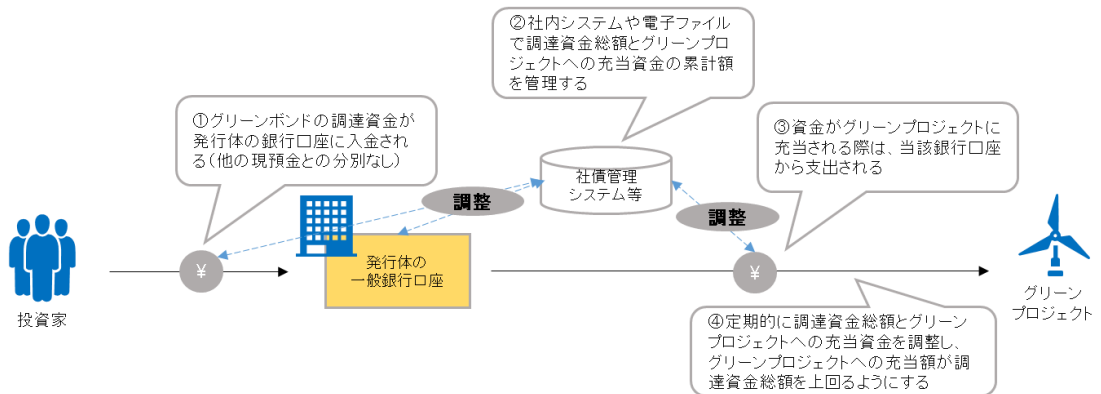 ②社内システムや電子ファイル
で調達資金総額とグリーンプロ
ジェクトへの充当資金の累計額
を管理する
①グリーンボンドの調達資金が
発行体の銀行口座に入金され
る(他の現預金との分別なし)
③資金がグリーンプロジェクトに
充当される際は、当該銀行口座
から支出される
社債管理
システム等
調整
調整
¥
発行体の
一般銀行口座
¥
投資家
グリーン
プロジェクト
④定期的に調達資金総額とグリーン
プロジェクトへの充当資金を調整し、
グリーンプロジェクトへの充当額が調
達資金総額を上回るようにする